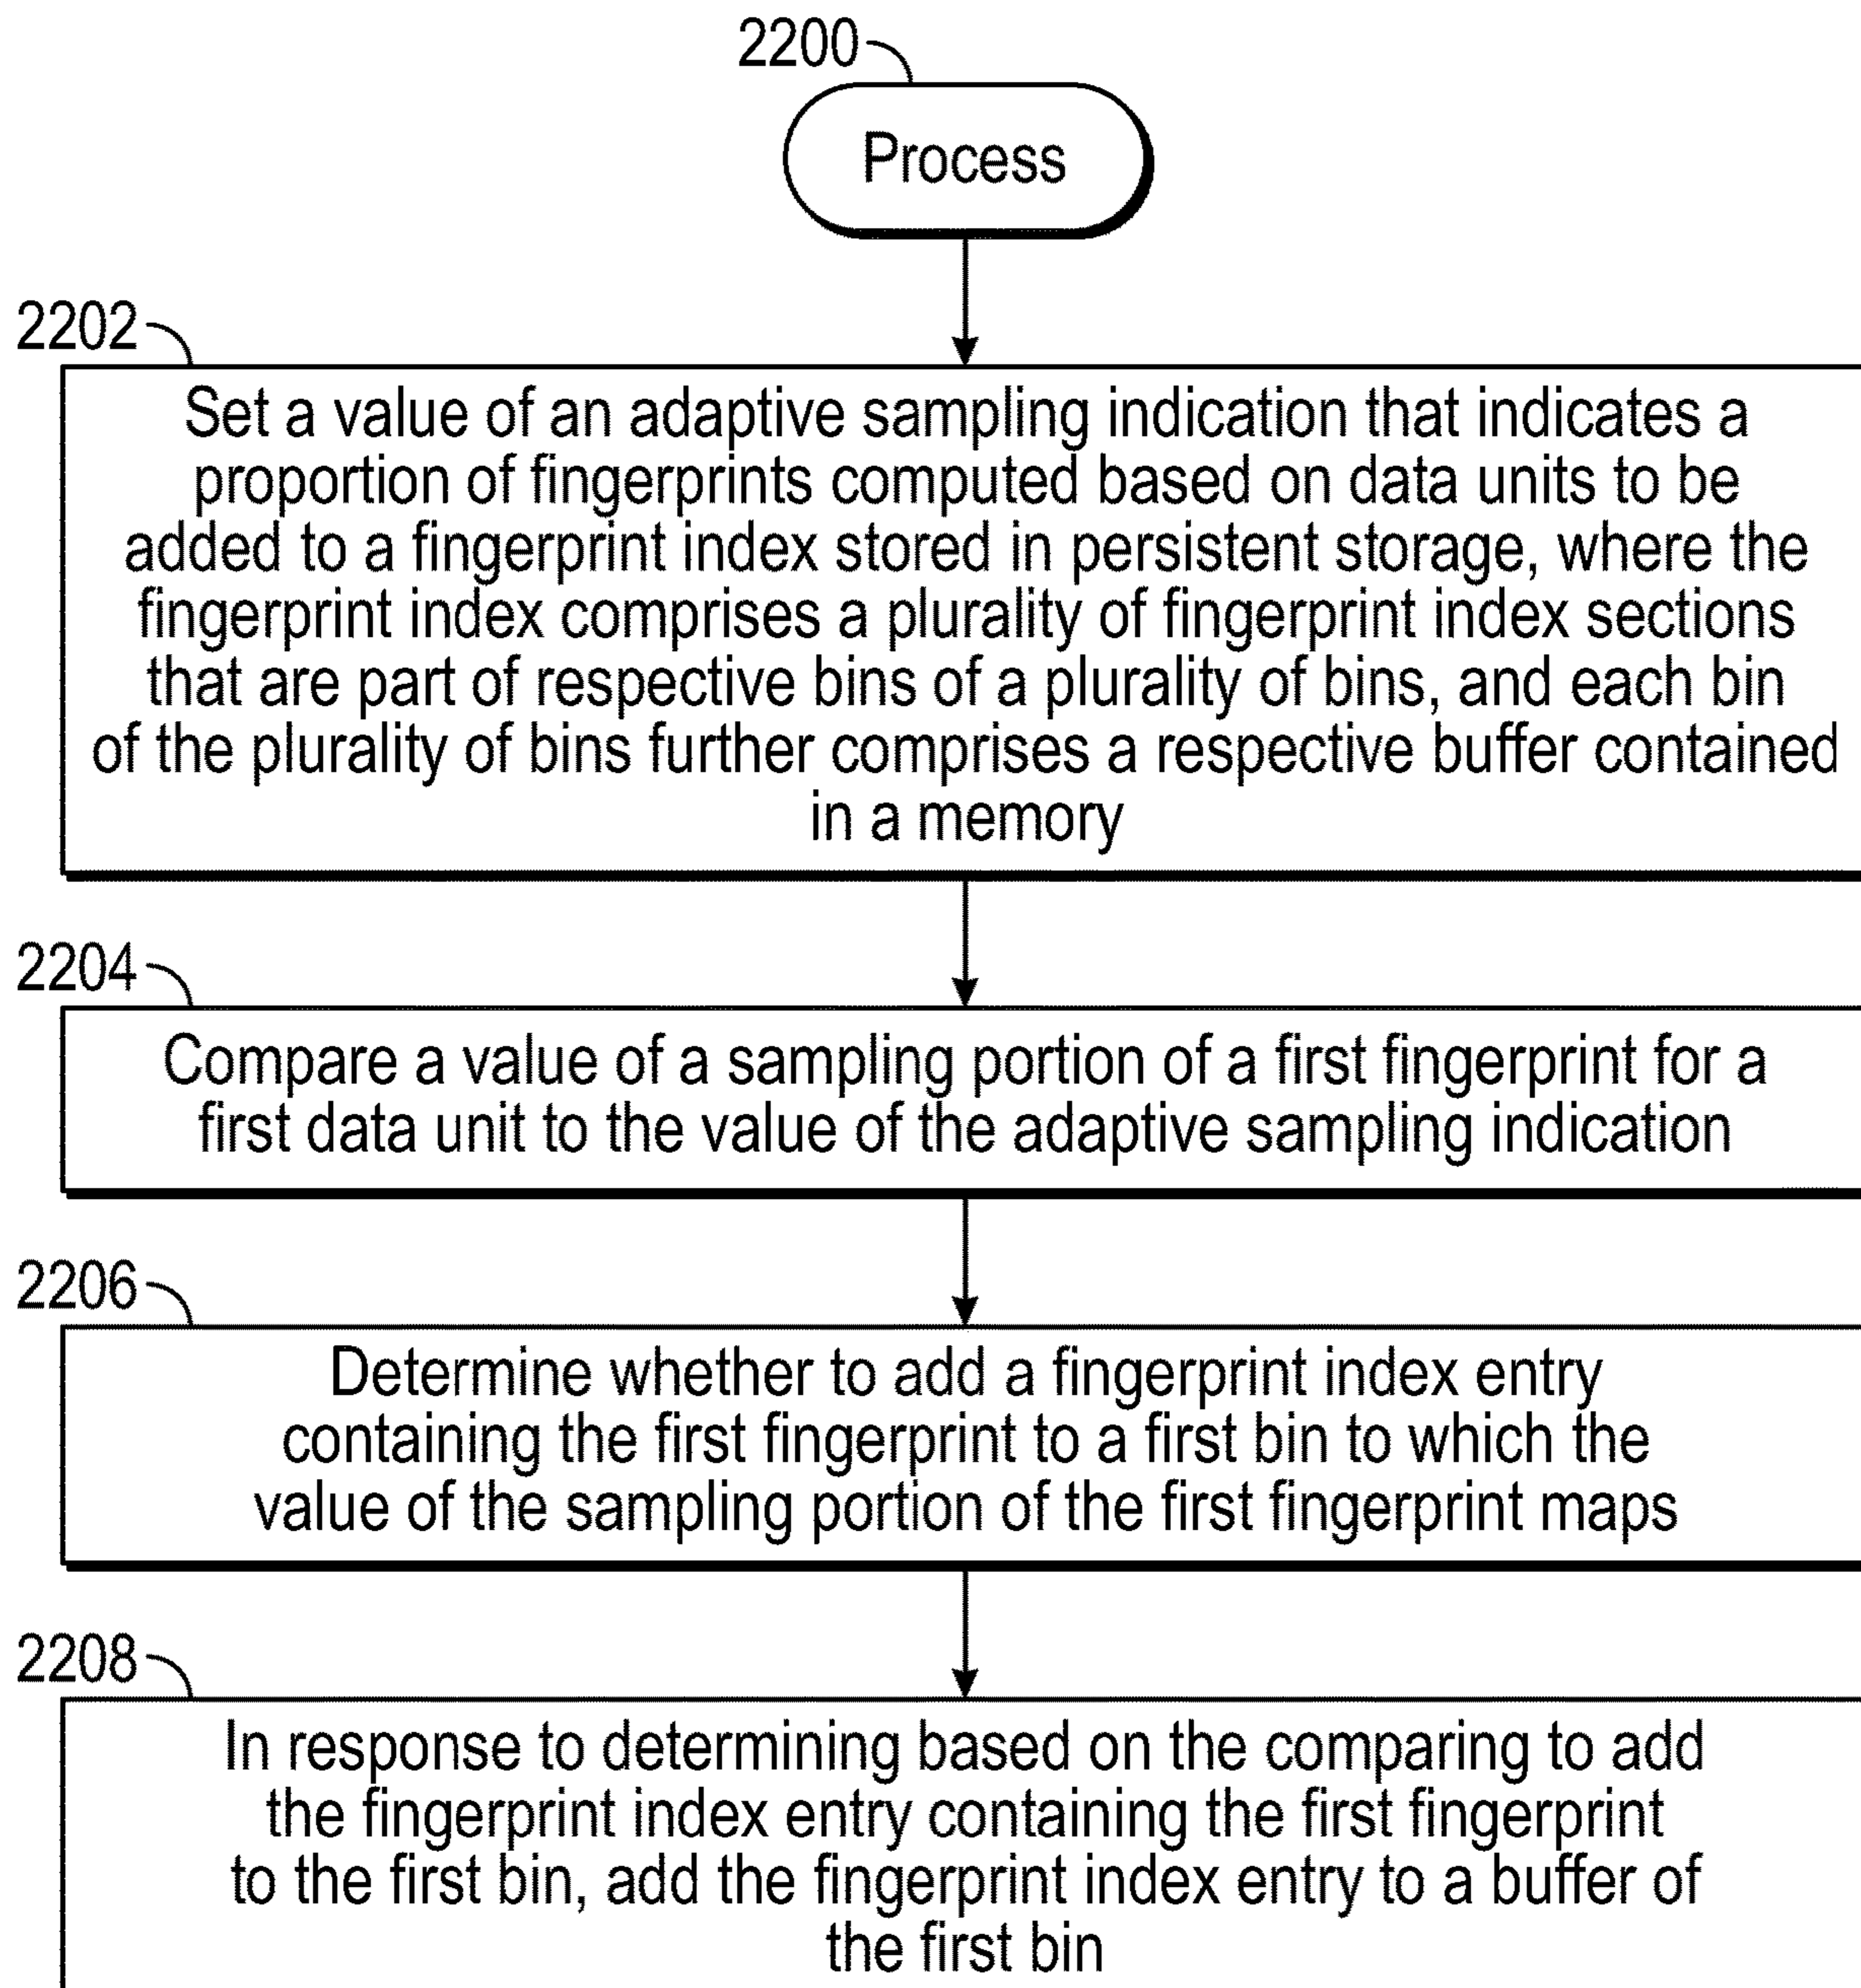 2200
Process
2202
Set a value of an adaptive sampling indication that indicates a
proportion of fingerprints computed based on data units to be
added to a fingerprint index stored in persistent storage, where the
fingerprint index comprises a plurality of fingerprint index sections
that are part of respective bins of a plurality of bins, and each bin
of the plurality of bins further comprises a respective buffer contained
in a memory
2204
Compare a value of a sampling portion of a first fingerprint for a
first data unit to the value of the adaptive sampling indication
2206
Determine whether to add a fingerprint index entry
containing the first fingerprint to a first bin to which the
value of the sampling portion of the first fingerprint maps
2208
In response to determining based on the comparing to add
the fingerprint index entry containing the first fingerprint
to the first bin, add the fingerprint index entry to a buffer of
the first bin